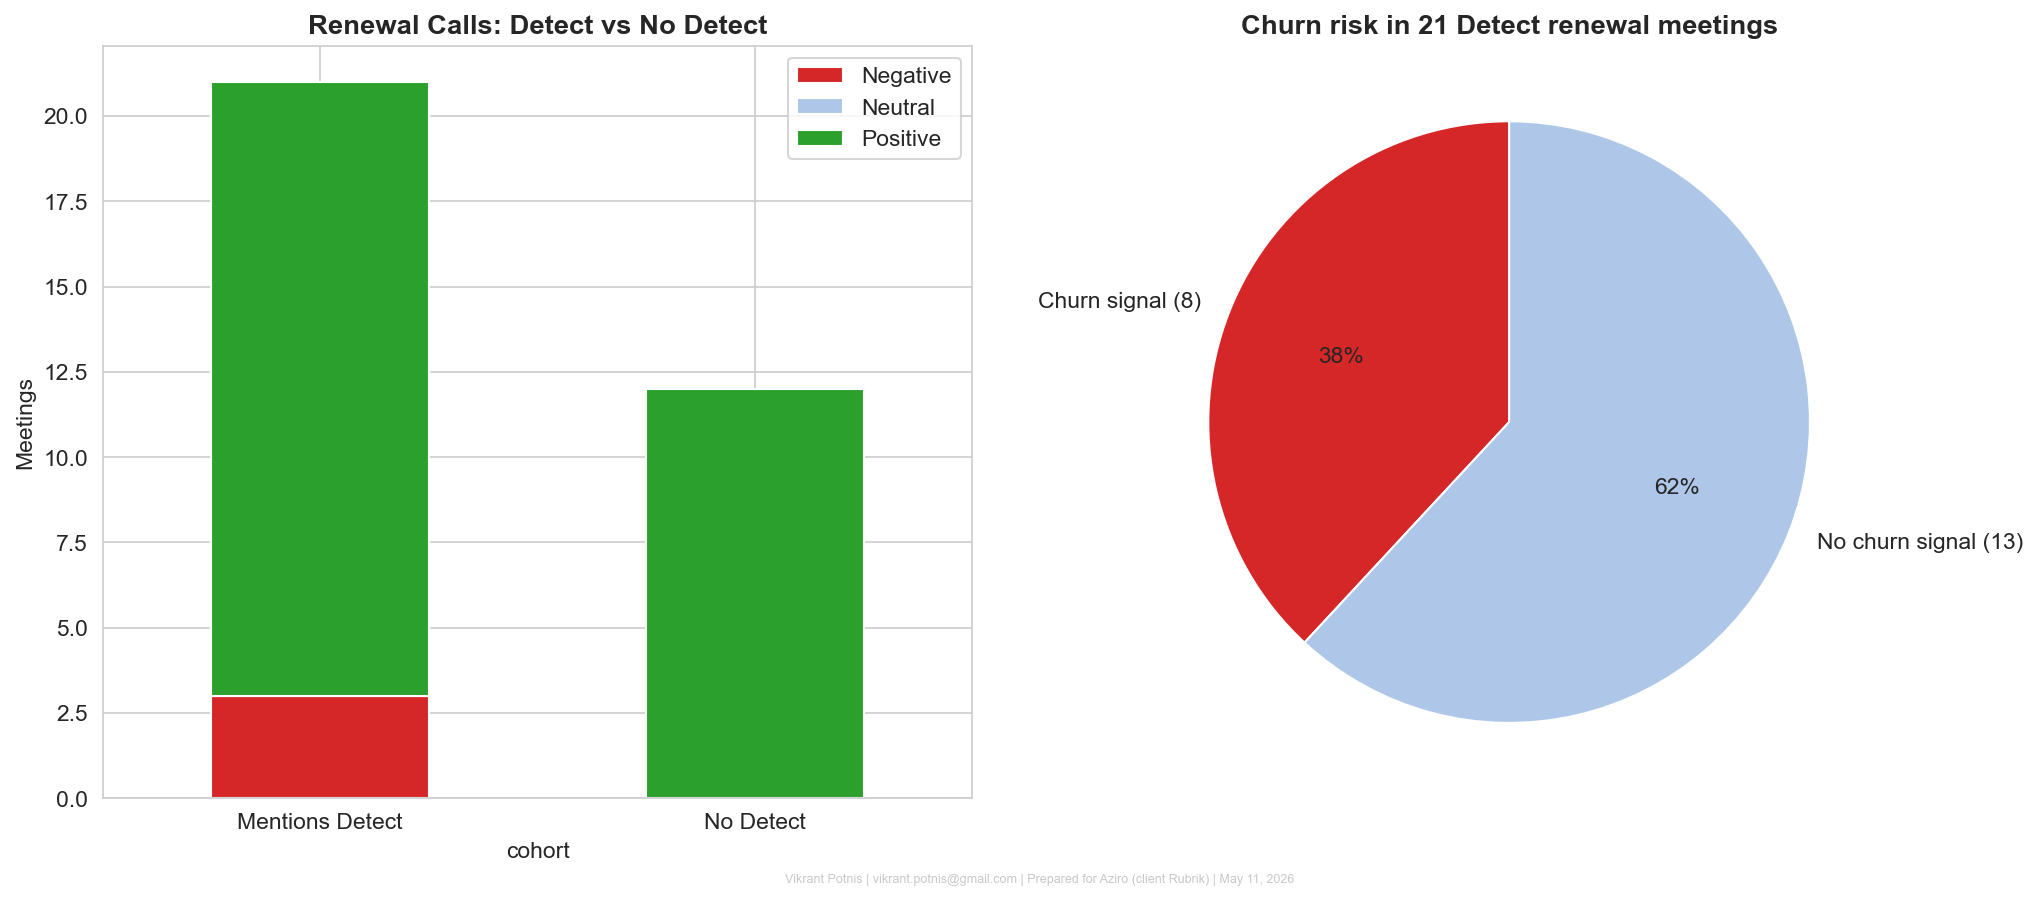 Renewal Calls: Detect vs No Detect
Negative
Neutral
Positive
20.0
17.5
15.0
12.5
10.0
7.5
5.0
2.5
0.0
Meetings
Mentions Detect
No Detect
cohort
Churn risk in 21 Detect renewal meetings
Churn signal (8)
38%
62%
No churn signal (13)
Vikrant Potnis | vikrant.potnis@gmail.com | Prepared for Aziro (client Rubrik) | May 11, 2026